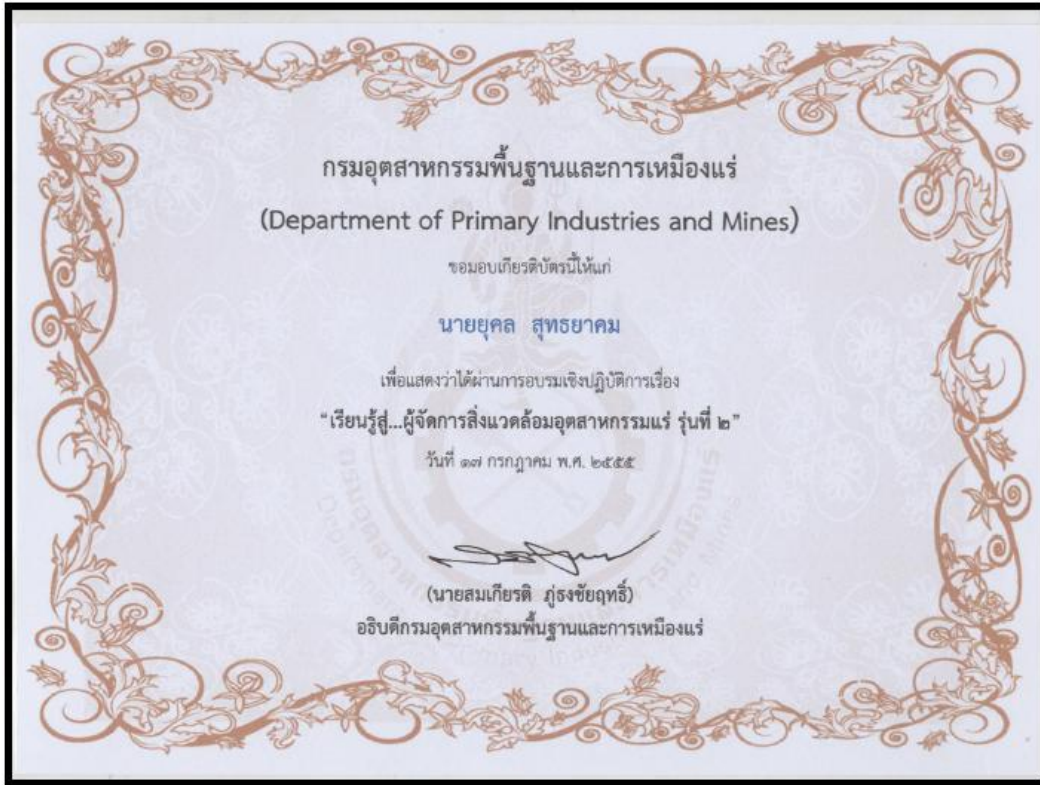 กรมอุตสาหกรรมพื้นฐานและการเหมืองแร่
(Department of Primary Industries and Mines)
ขอมอบเกียรติบัตรนี้ให้แก่
นายยุคล สุทธยาคม
เพื่อแสดงว่าได้ผ่านการอบรมเชิงปฏิบัติการเรื่อง
“เรียนรู้สู่...ผู้จัดการสิ่งแวดล้อมอุตสาหกรรมแร่ รุ่นที่ ๒”
วันที่ ๑๗ กรกฎาคม พ.ศ. ๒๕๕๕
(นายสมเกียรติ ภู่ธงชัยฤทธิ์)
อธิบดีกรมอุตสาหกรรมพื้นฐานและการเหมืองแร่